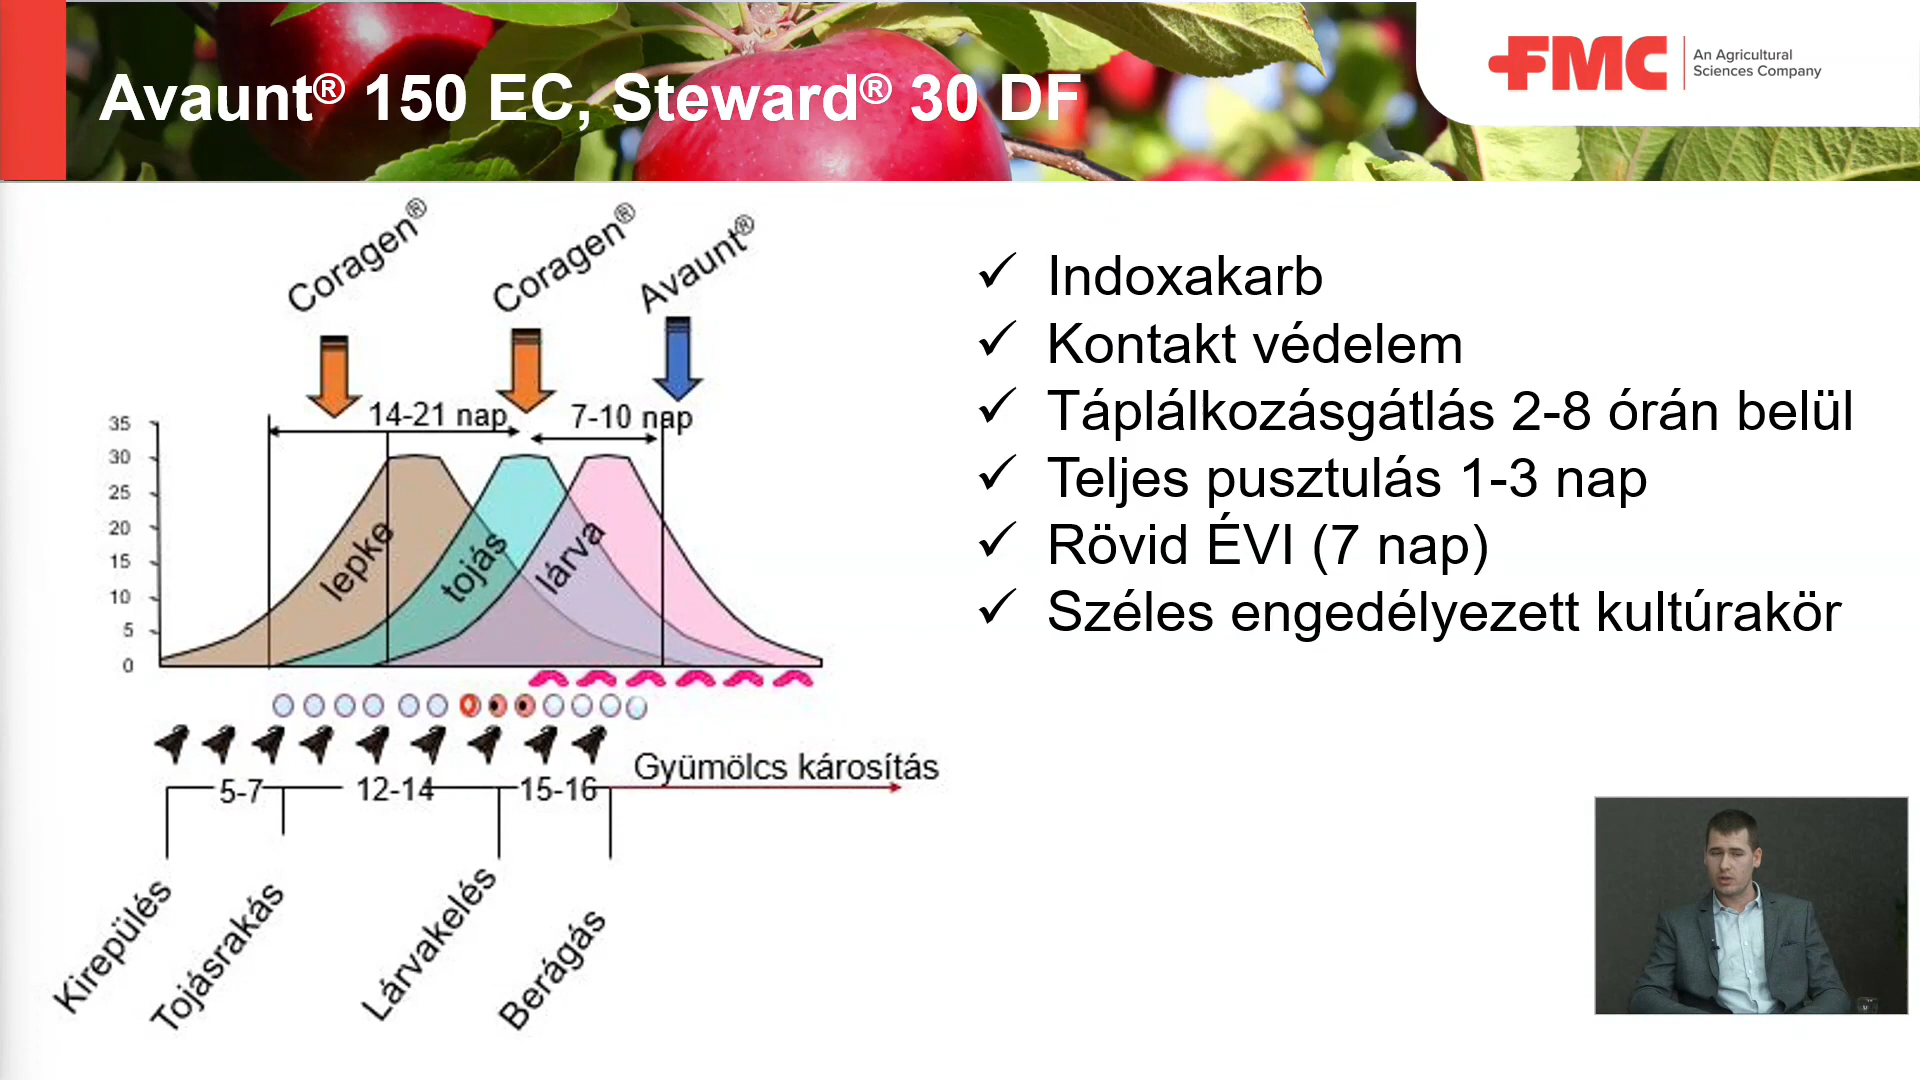 Avaunt® 150 EC, Steward® 30 DF
FMC
An Agricultural
Sciences Company
Coragen®
Coragen®
Avaunt®
14-21 nap
7-10 nap
35
30
25
20
15
10
5
0
lepke
tojás
lárva
Gyümölcs károsítás
5-7
12-14
15-16
Kirepülés
Tojásrakás
Lárvakelés
Berágás
✓ Indoxakarb
✓ Kontakt védelem
✓ Táplálkozásgátlás 2-8 órán belül
✓ Teljes pusztulás 1-3 nap
✓ Rövid ÉVI (7 nap)
✓ Széles engedélyezett kultúrakör